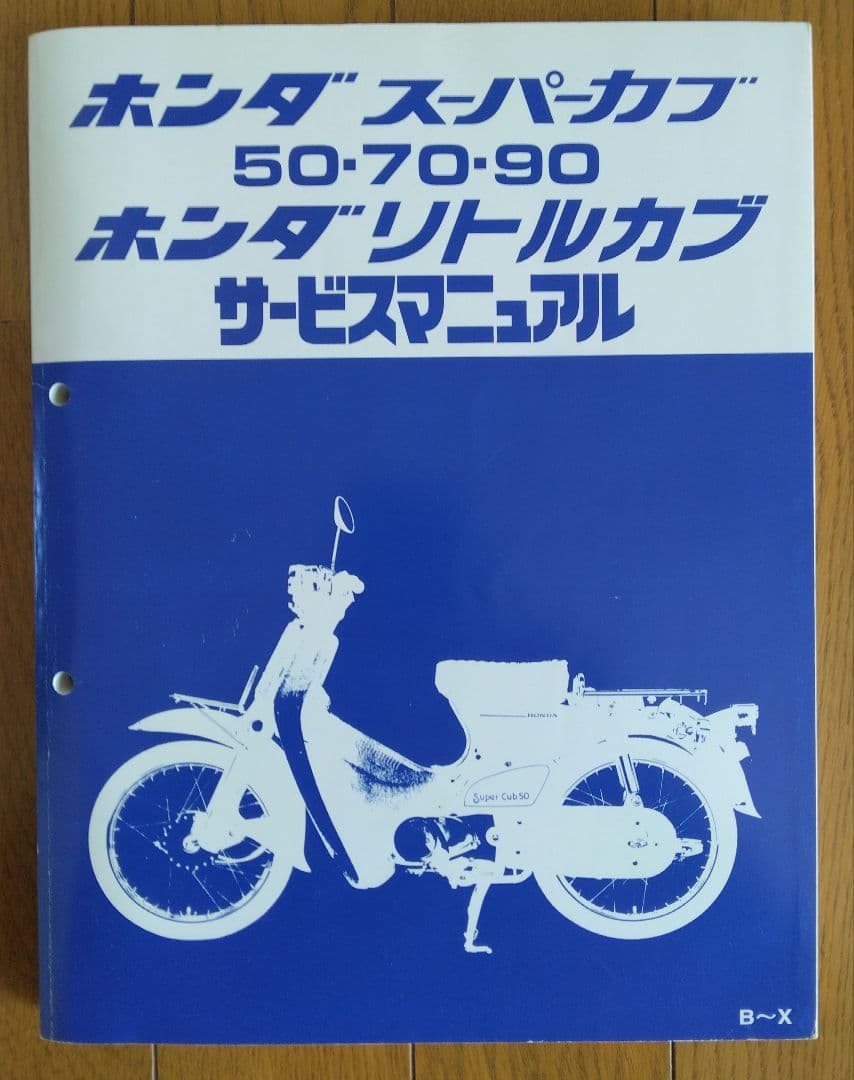 ホンダ スーパーカブ
50・70・90
ホンダ リトルカブ
サービスマニュアル
HONDA
Super Cub 50
B〜X